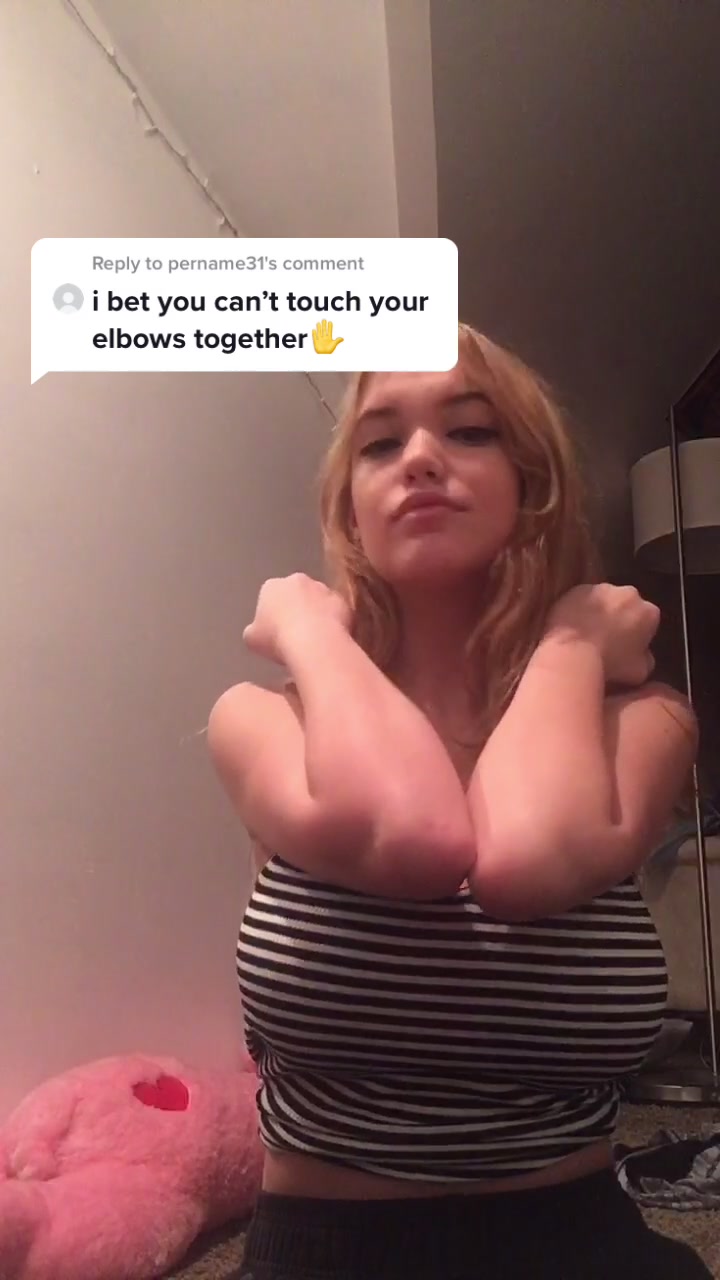 Reply to pername31's comment
i bet you can’t touch your
elbows together✋